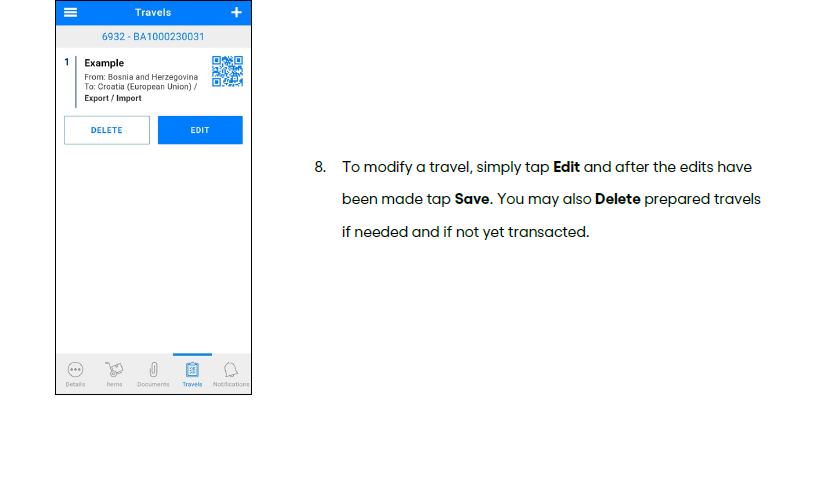 Travels
6932 - BA1000230031
1 Example
From: Bosnia and Herzegovina
To: Croatia (European Union) /
Export / Import
DELETE EDIT
8. To modify a travel, simply tap Edit and after the edits have
been made tap Save. You may also Delete prepared travels
if needed and if not yet transacted.
Details Items Documents Travels Notifications